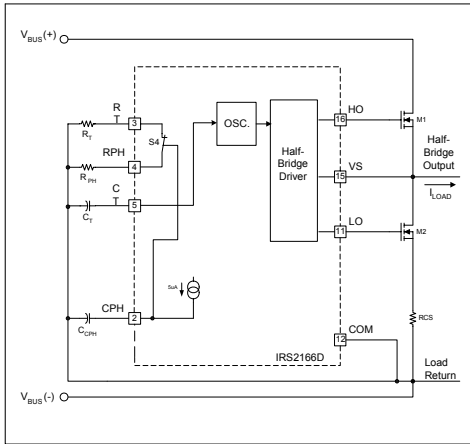 VBUS(+)
R
T
3
RT
S4
RPH
4
RPH
C
T
5
CT
OSC.
Half-
Bridge
Driver
HO
16
M1
Half-
Bridge
Output
VS
15
ILOAD
LO
11
M2
5uA
CPH
2
CCPH
RCS
COM
12
IRS2166D
Load
Return
VBUS(-)